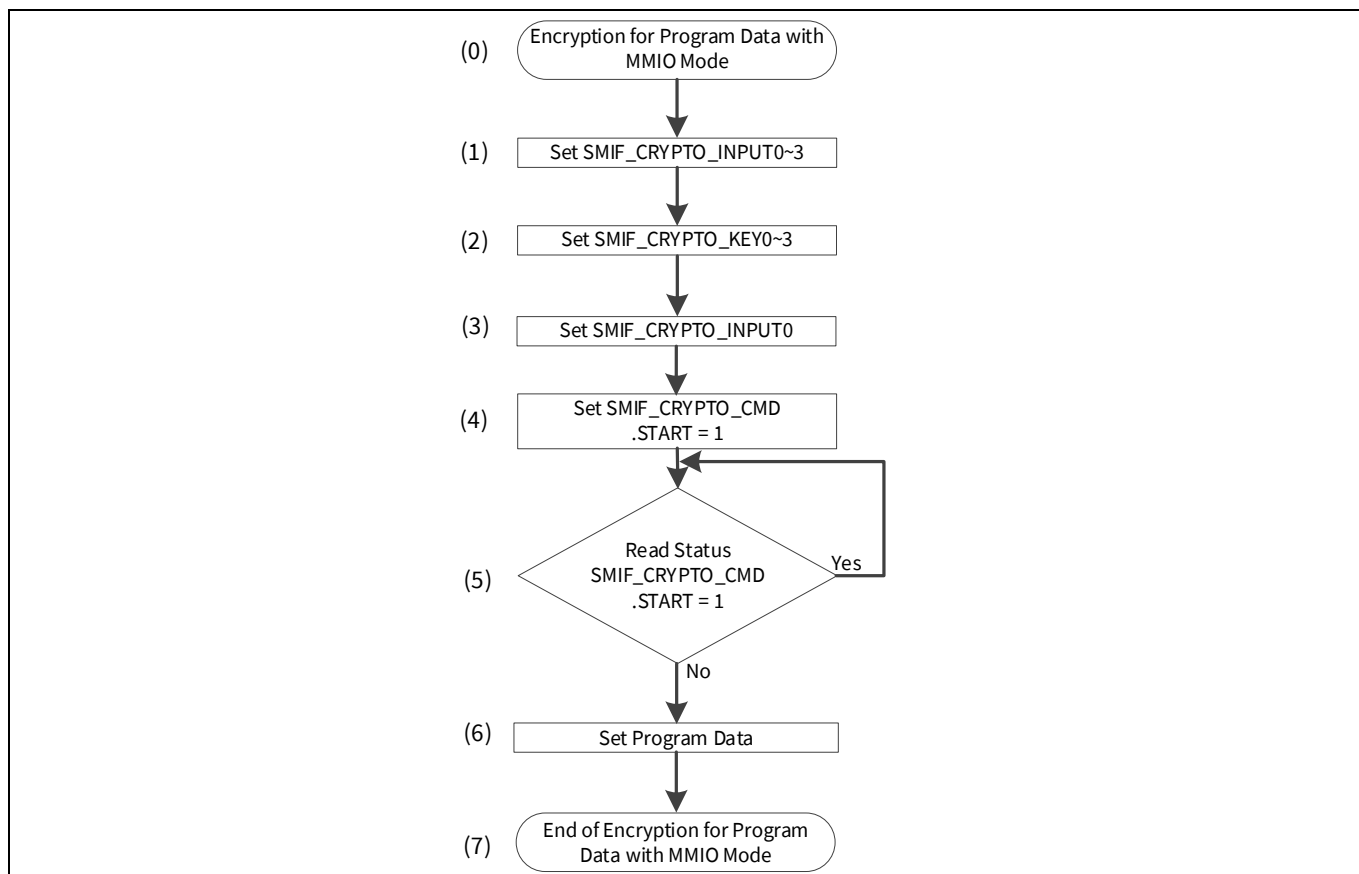 (0)
Encryption for Program Data with
MMIO Mode
(1)
Set SMIF_CRYPTO_INPUT0~3
(2)
Set SMIF_CRYPTO_KEY0~3
(3)
Set SMIF_CRYPTO_INPUT0
(4)
Set SMIF_CRYPTO_CMD
.START = 1
(5)
Read Status
SMIF_CRYPTO_CMD
.START = 1
Yes
No
(6)
Set Program Data
(7)
End of Encryption for Program
Data with MMIO Mode